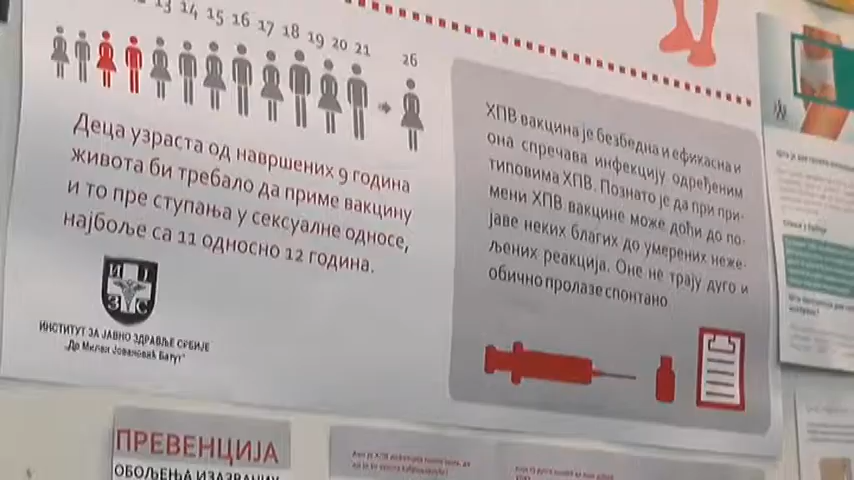 13 14 15 16 17 18 19 20 21
26
Деца узраста од навршених 9 година
живота би требало да приме вакцину
и то пре ступања у сексуалне односе,
најбоље са 11 односно 12 година.
ИНСТИТУТ ЗА ЈАВНО ЗДРАВЉЕ СРБИЈЕ
„Др Милан Јовановић Батут"
ХПВ вакцина је безбедна и ефикасна и
она спречава инфекцију одређеним
типовима ХПВ. Познато је да при при-
мени ХПВ вакцине може доћи до по-
јаве неких благих до умерених неже-
љених реакција. Оне не трају дуго и
обично пролазе спонтано
ПРЕВЕНЦИЈА
ОБОЉЕЊА ИЗАЗВАНИХ